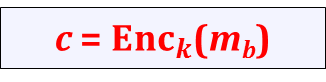 c = Enc_k(m_b)